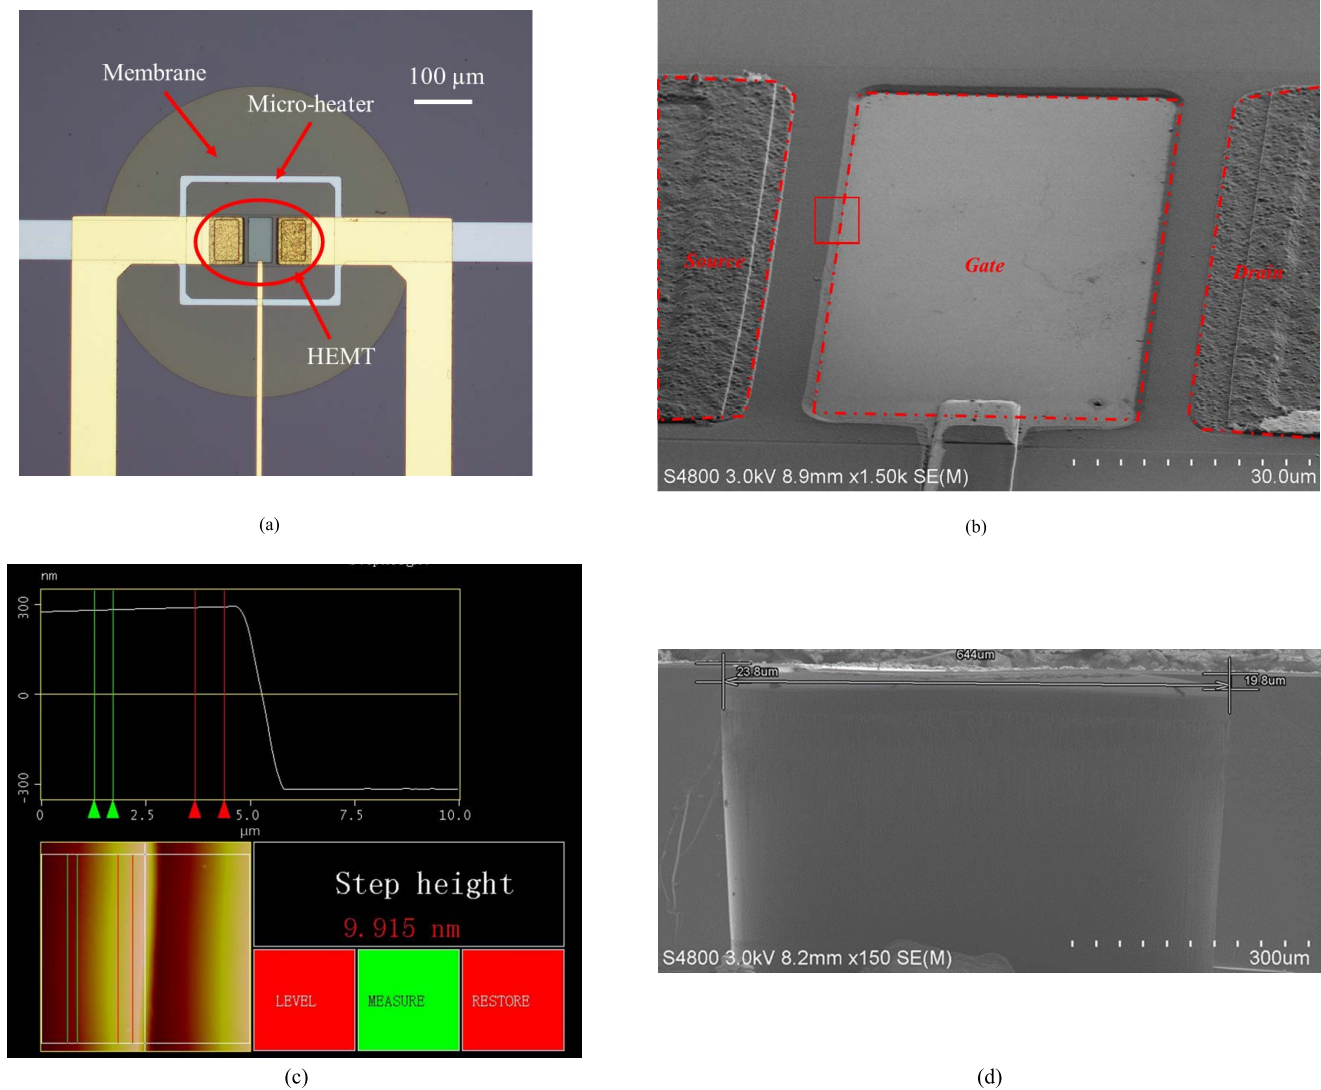 Membrane
100 μm
Micro-heater
HEMT
(a)
Source
Gate
Drain
S4800 3.0kV 8.9mm x1.50k SE(M)
30.0um
(b)
Stepheight
nm
300
0
-300
0
2.5
5.0
7.5
10.0
μm
Step height
9.915 nm
LEVEL
MEASURE
RESTORE
(c)
644um
23.8um
19.8um
S4800 3.0kV 8.2mm x150 SE(M)
300um
(d)